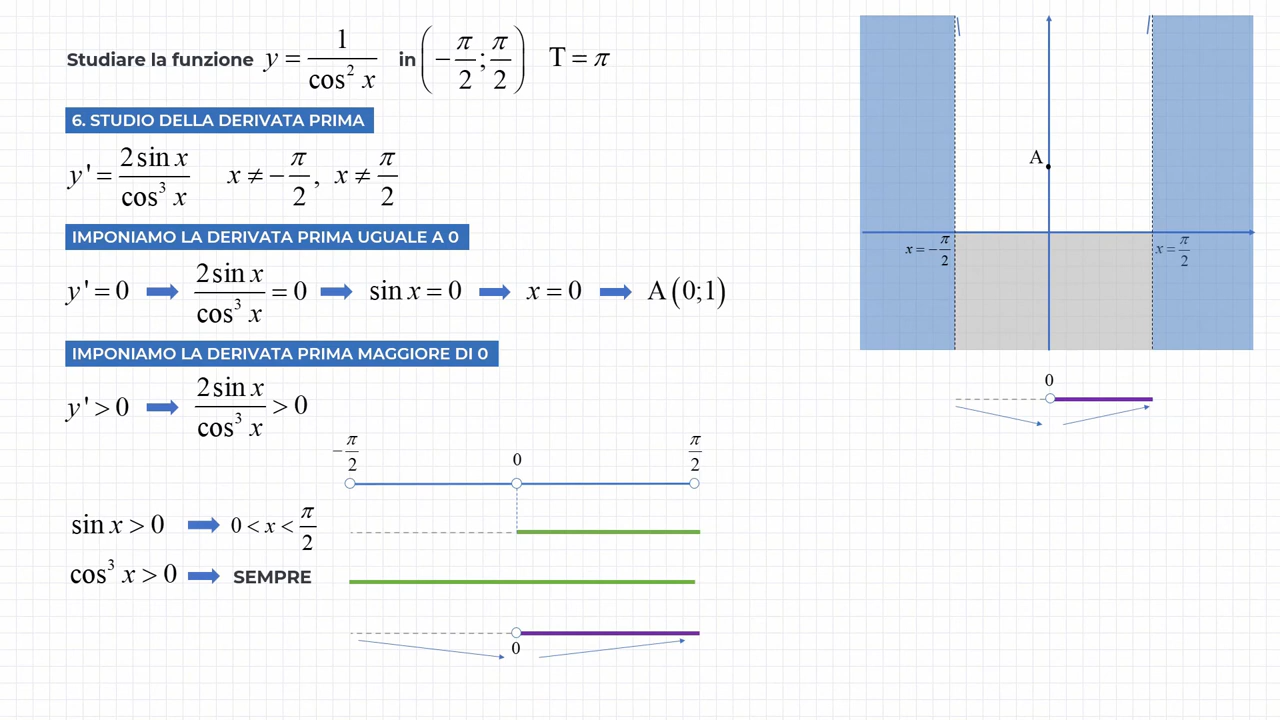 Studiare la funzione y = 1/cos² x in (−π/2 ; π/2) T = π
6. STUDIO DELLA DERIVATA PRIMA
y' = 2 sin x/cos³ x x ≠ −π/2, x ≠ π/2
IMPONIAMO LA DERIVATA PRIMA UGUALE A 0
y' = 0 ➡ 2 sin x/cos³ x = 0 ➡ sin x = 0 ➡ x = 0 ➡ A(0;1)
IMPONIAMO LA DERIVATA PRIMA MAGGIORE DI 0
y' > 0 ➡ 2 sin x/cos³ x > 0
−π/2 0 π/2
sin x > 0 ➡ 0 < x < π/2
cos³ x > 0 ➡ SEMPRE
0
A
x = −π/2
x = π/2
0